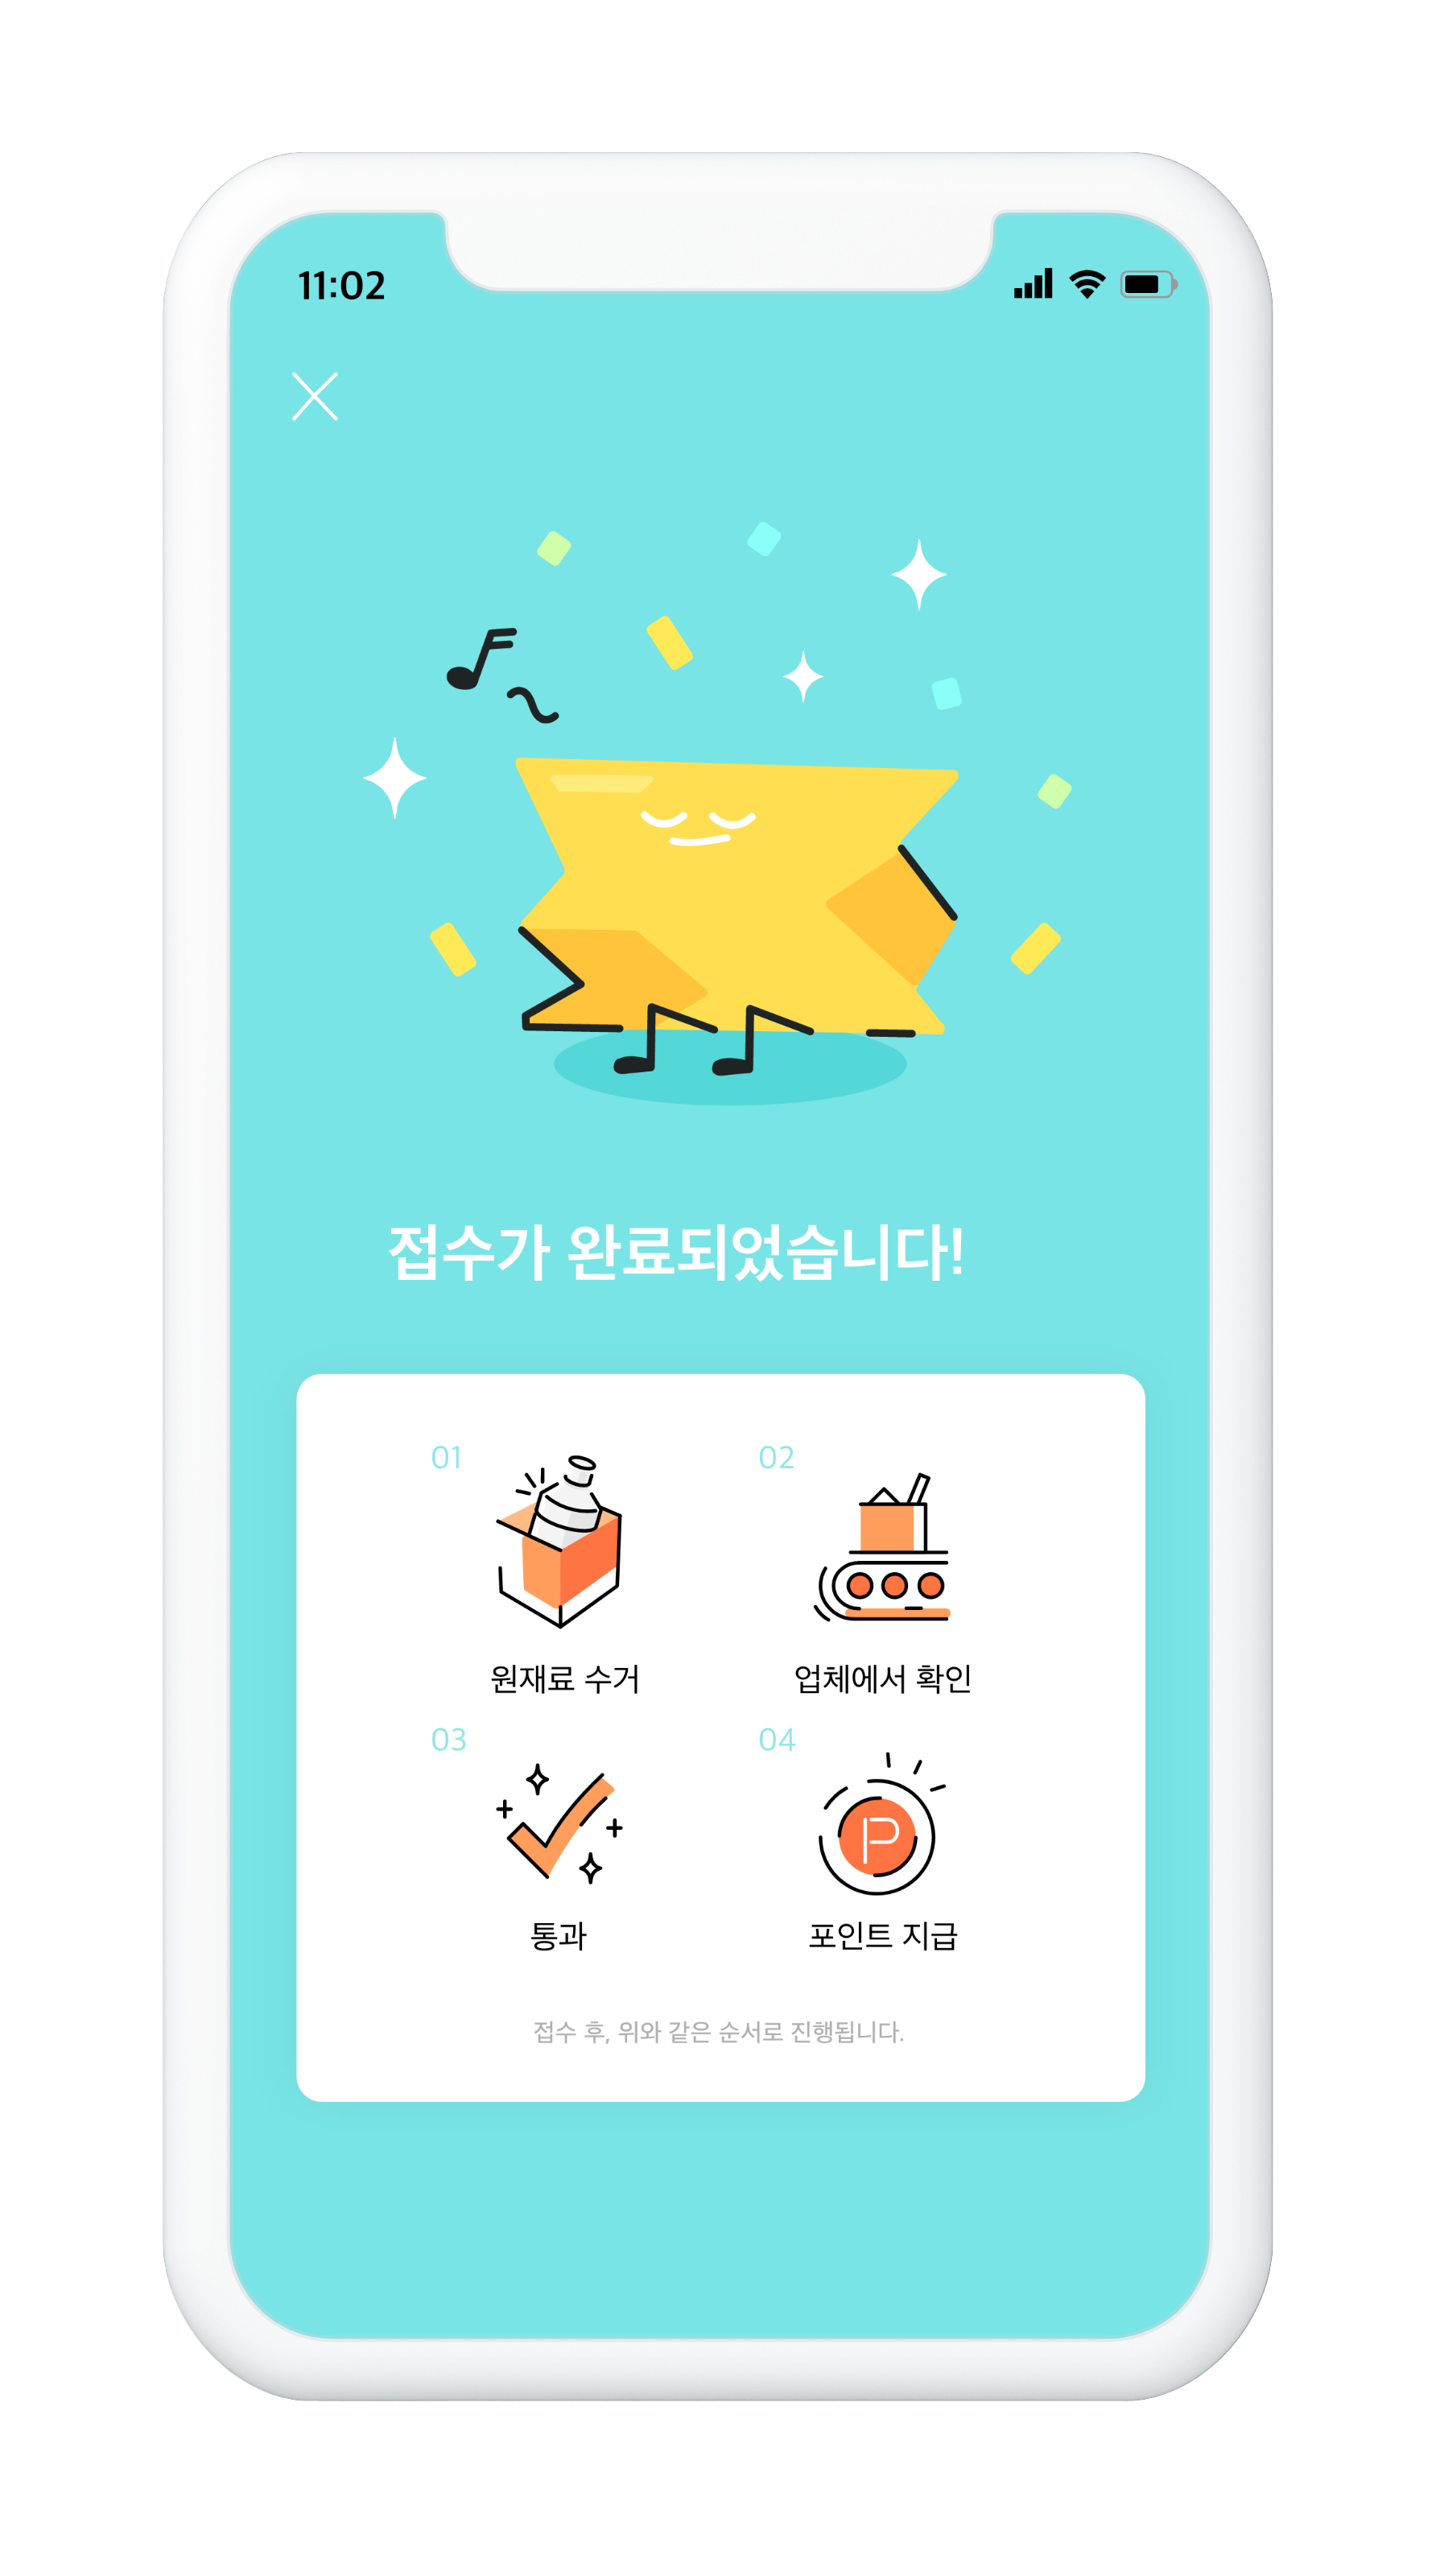 11:02
접수가 완료되었습니다!
01
02
원재료 수거
업체에서 확인
03
04
P
통과
포인트 지급
접수 후, 위와 같은 순서로 진행됩니다.